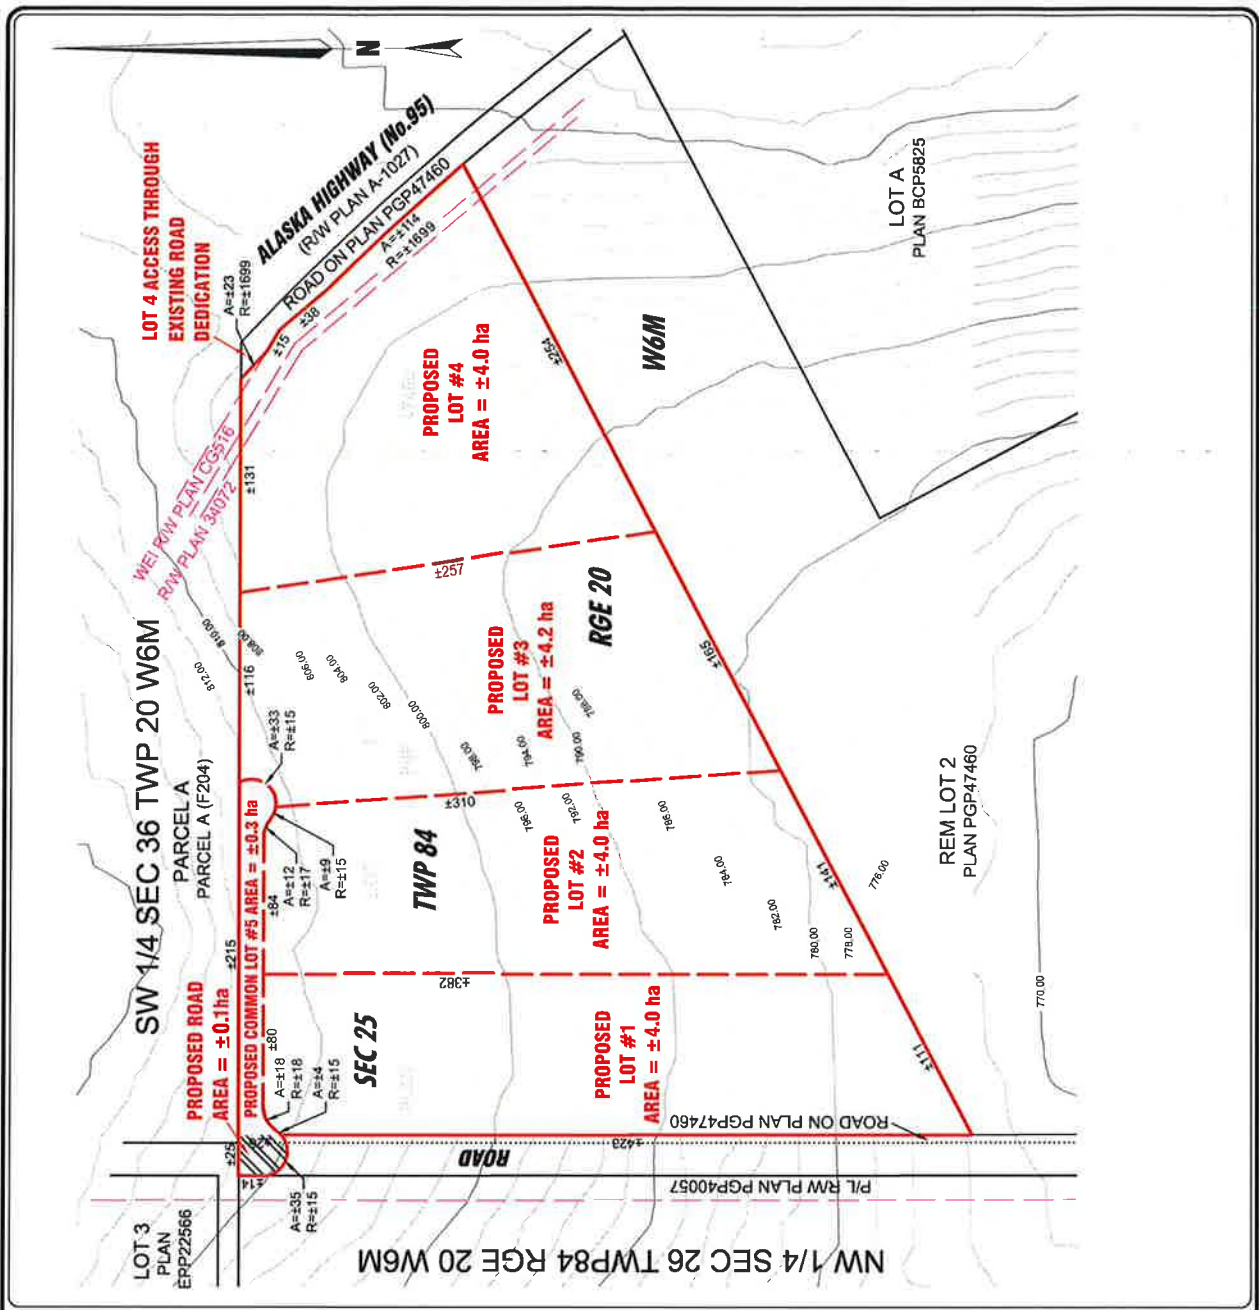 N
LOT 4 ACCESS THROUGH
EXISTING ROAD
DEDICATION
ALASKA HIGHWAY (No.95)
(R/W PLAN A-1027)
ROAD ON PLAN PGP47460
A=±114
R=±1699
A=±23
R=±1699
±15
±38
WEI R/W PLAN CG516
R/W PLAN 34072
±131
PROPOSED
LOT #4
AREA = ±4.0 ha
±254
W6M
LOT A
PLAN BCP5825
SW 1/4 SEC 36 TWP 20 W6M
PARCEL A
PARCEL A (F204)
812.00
810.00
808.00
806.00
804.00
802.00
800.00
798.00
794.00
790.00
788.00
±116
±257
A=±33
R=±15
PROPOSED
LOT #3
AREA = ±4.2 ha
RGE 20
±165
±310
PROPOSED ROAD
AREA = ±0.1ha
±215
PROPOSED COMMON LOT #5 AREA = ±0.3 ha
±84
A=±12
R=±17
A=±9
R=±15
TWP 84
796.00
792.00
786.00
784.00
782.00
780.00
778.00
776.00
PROPOSED
LOT #2
AREA = ±4.0 ha
±141
REM LOT 2
PLAN PGP47460
770.00
±80
A=±18
R=±18
A=±4
R=±15
SEC 25
±382
PROPOSED
LOT #1
AREA = ±4.0 ha
±111
ROAD ON PLAN PGP47460
±423
ROAD
±25
±14
A=±35
R=±15
P/L R/W PLAN PGP40057
LOT 3
PLAN
EPP22566
NW 1/4 SEC 26 TWP84 RGE 20 W6M